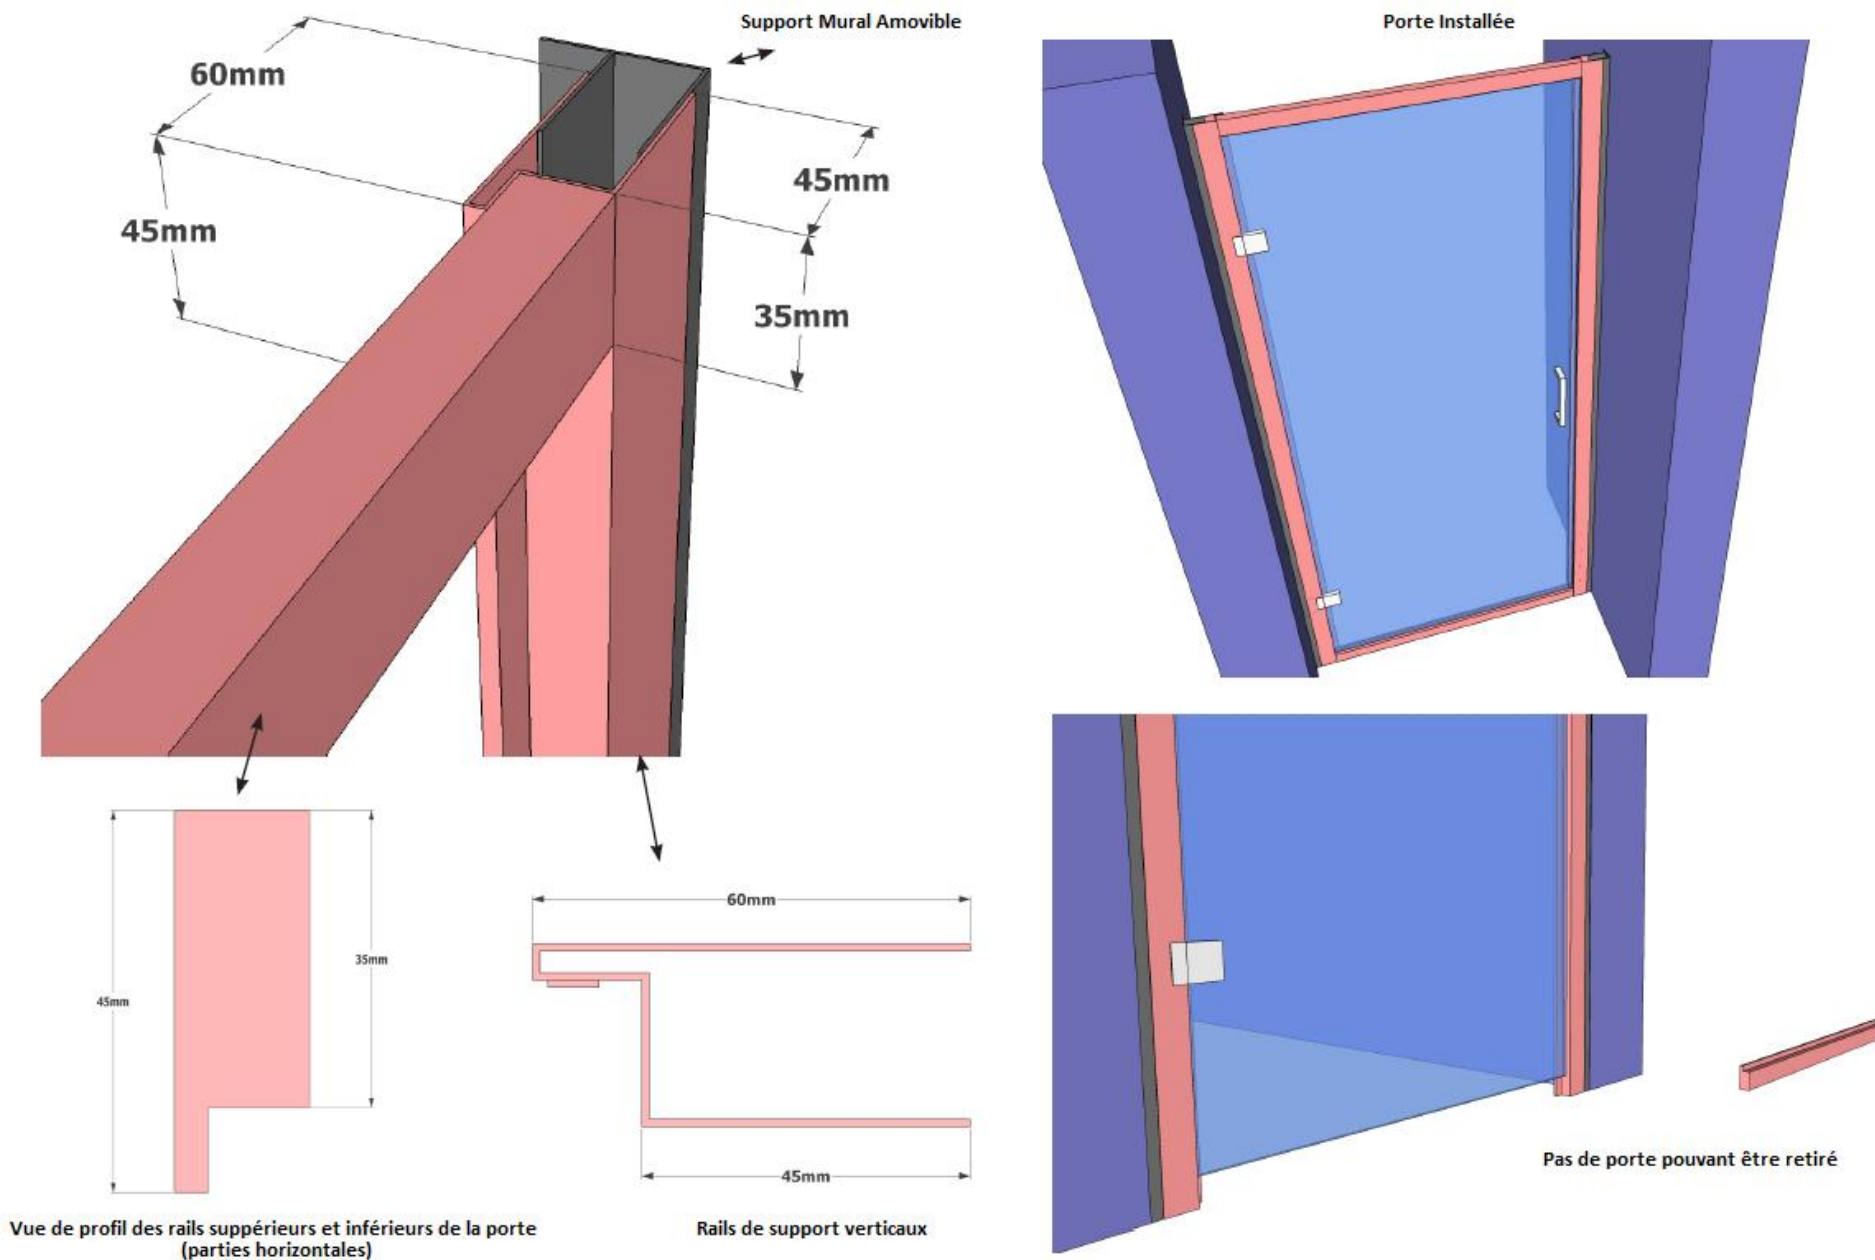 Support Mural Amovible
Porte Installée
60mm
45mm
45mm
35mm
60mm
35mm
45mm
45mm
Pas de porte pouvant être retiré
Vue de profil des rails suppérieurs et inférieurs de la porte
(parties horizontales)
Rails de support verticaux